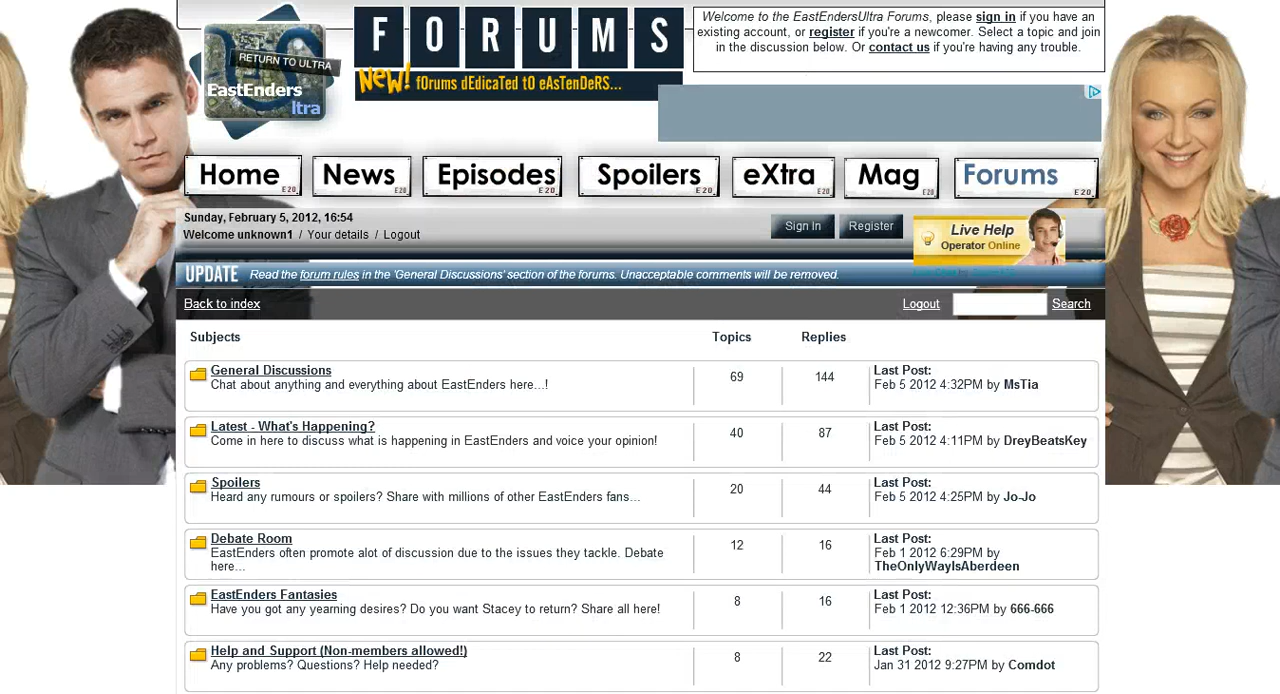 FORUMS
New! fOrums dEdicaTed tO eAsTenDeRS...
Welcome to the EastEndersUltra Forums, please sign in if you have an
existing account, or register if you're a newcomer. Select a topic and join
in the discussion below. Or contact us if you're having any trouble.
RETURN TO ULTRA
EastEnders
ltra
Home E20
News E20
Episodes E20
Spoilers E20
eXtra E20
Mag E20
Forums E20
Sunday, February 5, 2012, 16:54
Welcome unknown1 / Your details / Logout
Sign In
Register
Live Help
Operator Online
UPDATE Read the forum rules in the 'General Discussions' section of the forums. Unacceptable comments will be removed.
Back to index
Logout
Search
Subjects Topics Replies
General Discussions
Chat about anything and everything about EastEnders here...!
69
144
Last Post:
Feb 5 2012 4:32PM by MsTia
Latest - What's Happening?
Come in here to discuss what is happening in EastEnders and voice your opinion!
40
87
Last Post:
Feb 5 2012 4:11PM by DreyBeatsKey
Spoilers
Heard any rumours or spoilers? Share with millions of other EastEnders fans...
20
44
Last Post:
Feb 5 2012 4:25PM by Jo-Jo
Debate Room
EastEnders often promote alot of discussion due to the issues they tackle. Debate
here...
12
16
Last Post:
Feb 1 2012 6:29PM by
TheOnlyWayIsAberdeen
EastEnders Fantasies
Have you got any yearning desires? Do you want Stacey to return? Share all here!
8
16
Last Post:
Feb 1 2012 12:36PM by 666-666
Help and Support (Non-members allowed!)
Any problems? Questions? Help needed?
8
22
Last Post:
Jan 31 2012 9:27PM by Comdot